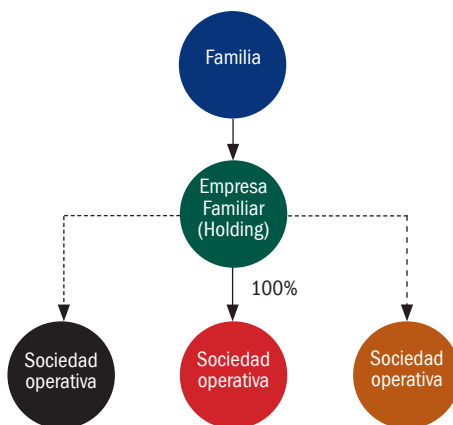 Familia
Empresa
Familiar
(Holding)
100%
Sociedad
operativa
Sociedad
operativa
Sociedad
operativa